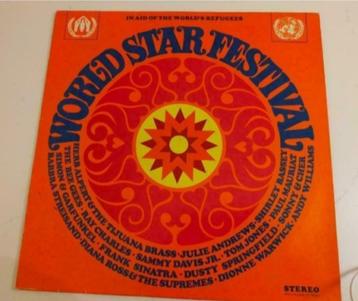 IN AID OF THE WORLD'S REFUGEES
WORLD STAR FESTIVAL
HERB ALPERT & THE TIJUANA BRASS · JULIE ANDREWS · SHIRLEY BASSEY
THE BEE GEES · RAY CHARLES · SAMMY DAVIS JR. · TOM JONES · PAUL MAURIAT
SIMON & GARFUNKEL · FRANK SINATRA · DUSTY SPRINGFIELD · SONNY & CHER
BARBRA STREISAND · DIANA ROSS & THE SUPREMES · DIONNE WARWICK · ANDY WILLIAMS
STEREO